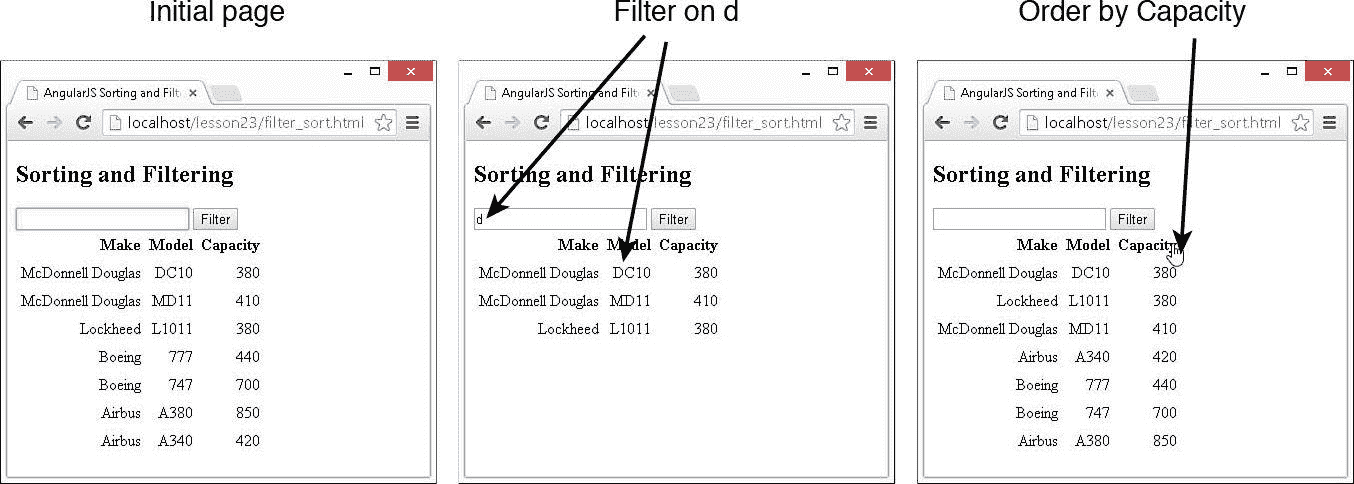 Initial page
AngularJS Sorting and Filt
localhost/lesson23/filter_sort.html
Sorting and Filtering
Filter
Make Model Capacity
McDonnell Douglas DC10 380
McDonnell Douglas MD11 410
Lockheed L1011 380
Boeing 777 440
Boeing 747 700
Airbus A380 850
Airbus A340 420
Filter on d
AngularJS Sorting and Filt
localhost/lesson23/filter_sort.html
Sorting and Filtering
d Filter
Make Model Capacity
McDonnell Douglas DC10 380
McDonnell Douglas MD11 410
Lockheed L1011 380
Order by Capacity
AngularJS Sorting and Filt
localhost/lesson23/filter_sort.html
Sorting and Filtering
Filter
Make Model Capacity
McDonnell Douglas DC10 380
Lockheed L1011 380
McDonnell Douglas MD11 410
Airbus A340 420
Boeing 777 440
Boeing 747 700
Airbus A380 850